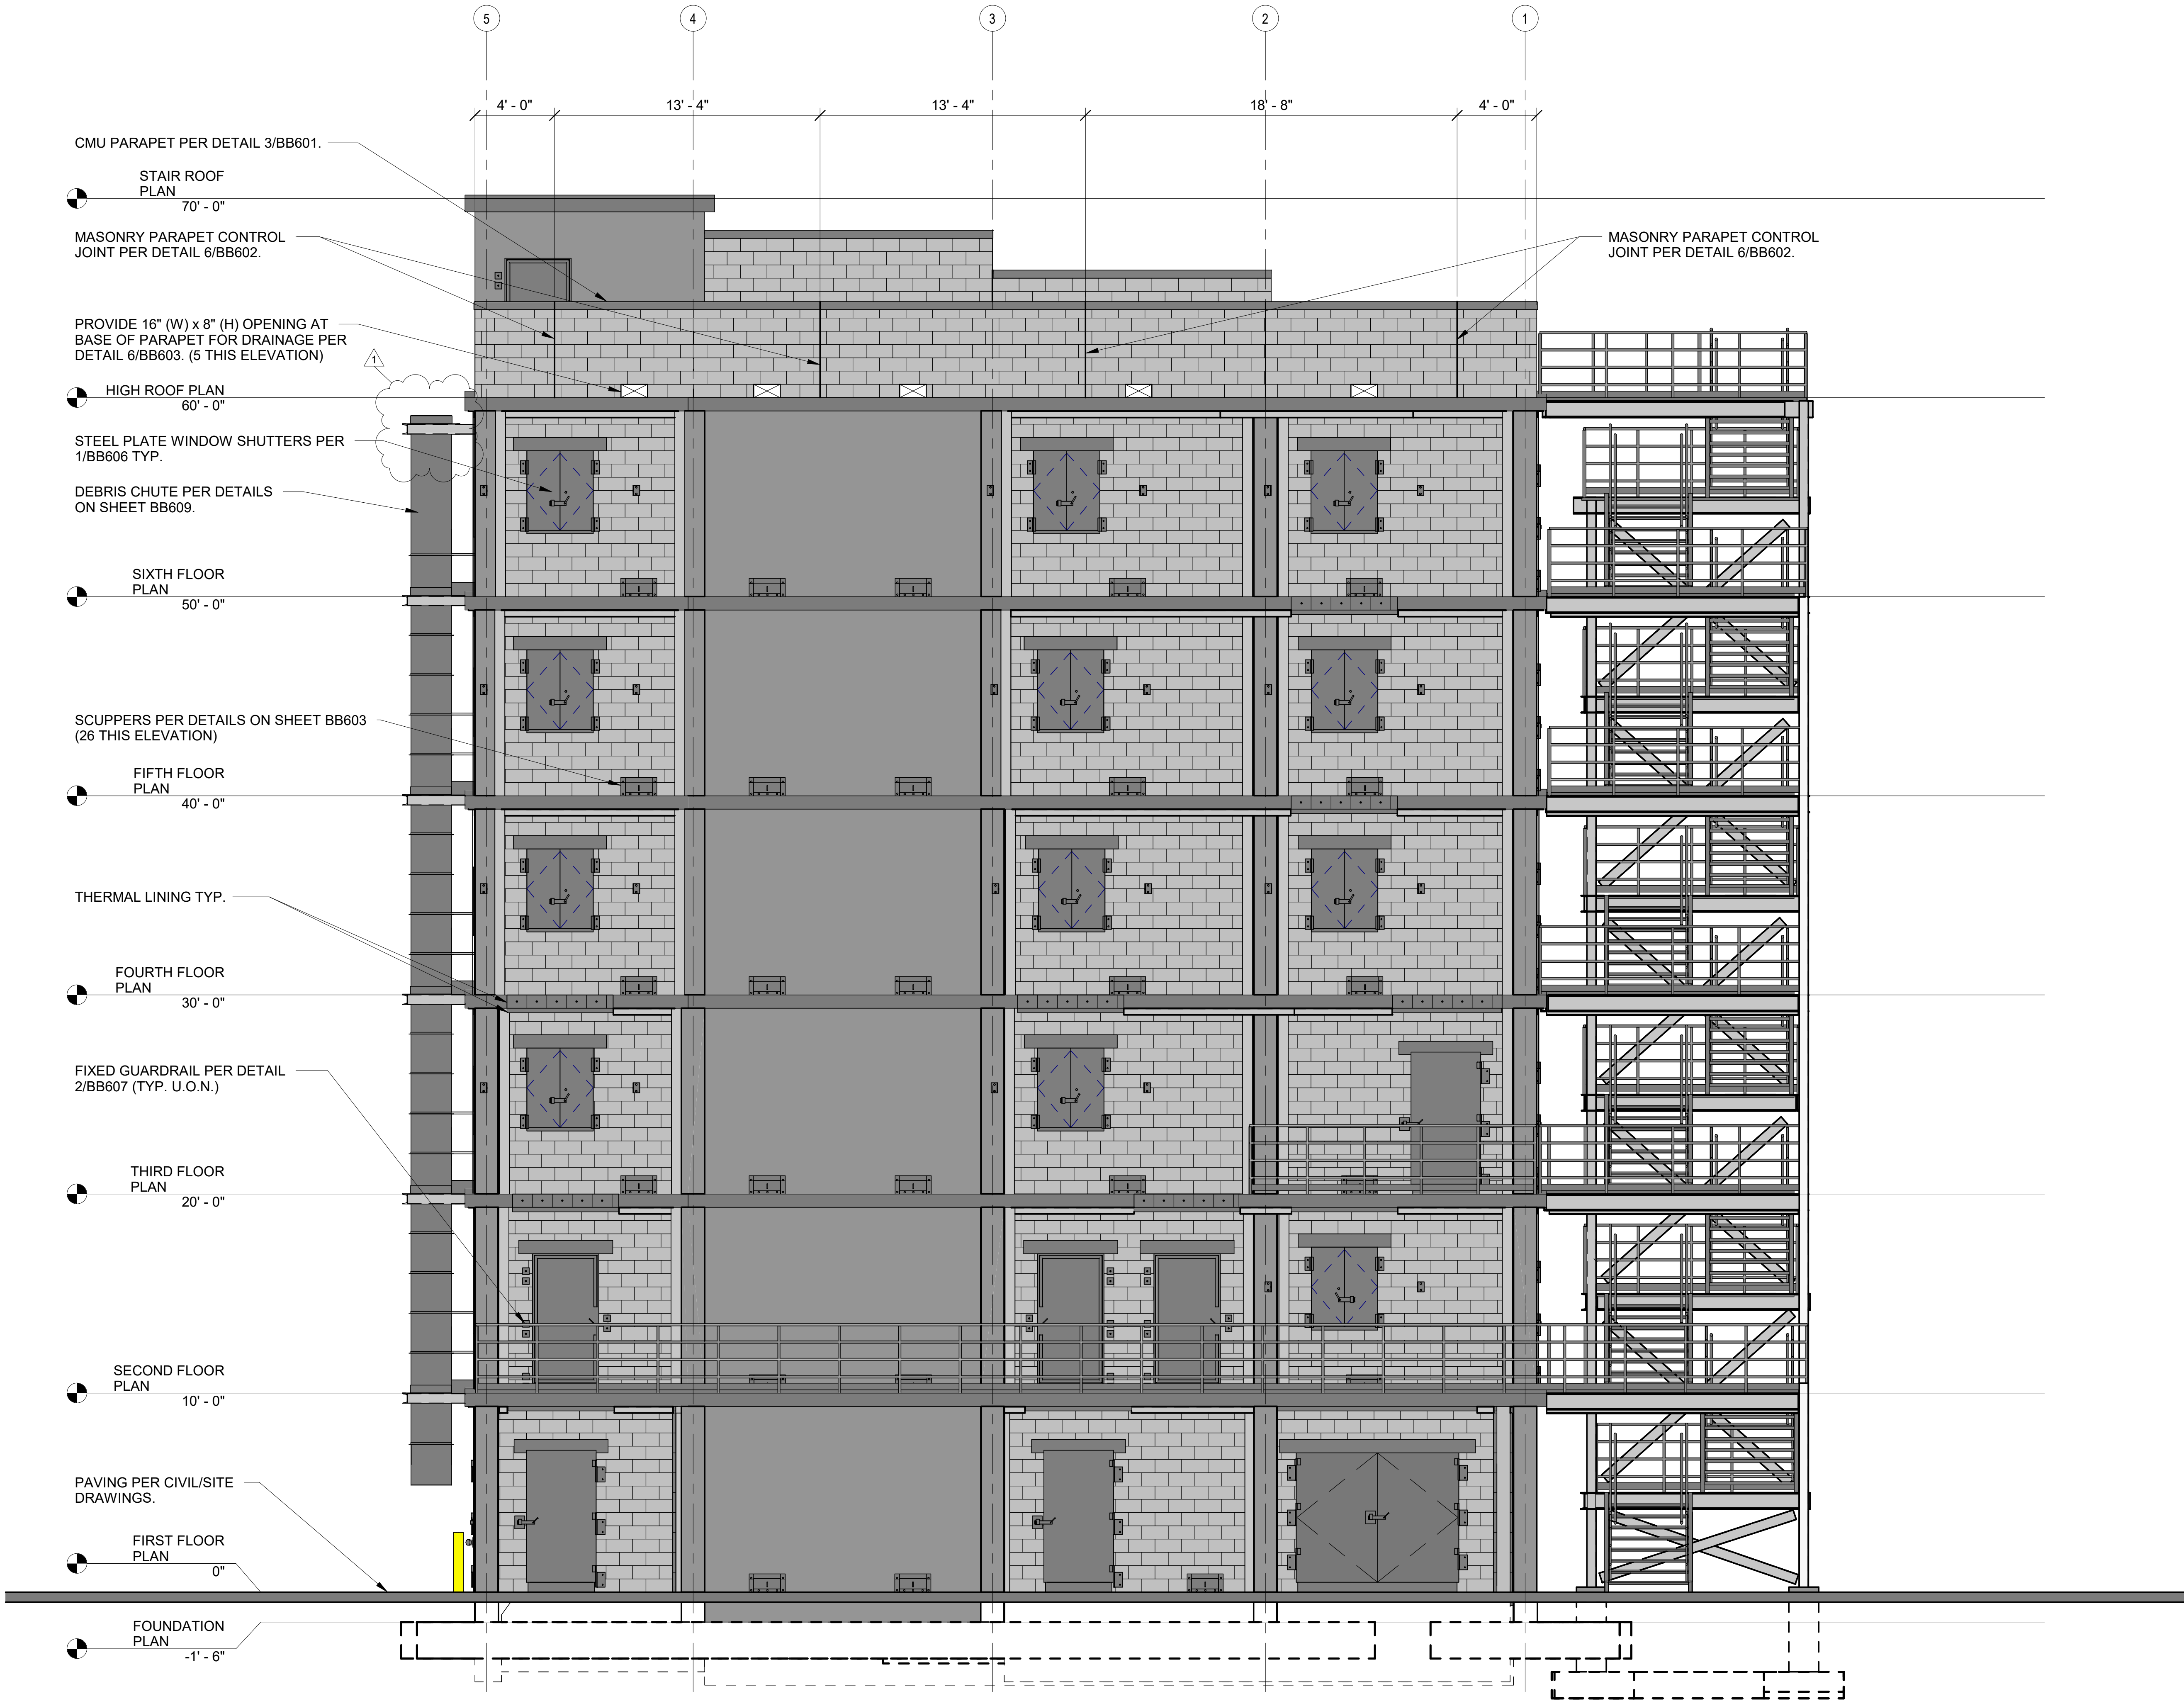 5
4
3
2
1
4' - 0"
13' - 4"
13' - 4"
18' - 8"
4' - 0"
CMU PARAPET PER DETAIL 3/BB601.
STAIR ROOF
PLAN
70' - 0"
MASONRY PARAPET CONTROL
JOINT PER DETAIL 6/BB602.
MASONRY PARAPET CONTROL
JOINT PER DETAIL 6/BB602.
PROVIDE 16" (W) x 8" (H) OPENING AT
BASE OF PARAPET FOR DRAINAGE PER
DETAIL 6/BB603. (5 THIS ELEVATION)
1
HIGH ROOF PLAN
60' - 0"
STEEL PLATE WINDOW SHUTTERS PER
1/BB606 TYP.
DEBRIS CHUTE PER DETAILS
ON SHEET BB609.
SIXTH FLOOR
PLAN
50' - 0"
SCUPPERS PER DETAILS ON SHEET BB603
(26 THIS ELEVATION)
FIFTH FLOOR
PLAN
40' - 0"
THERMAL LINING TYP.
FOURTH FLOOR
PLAN
30' - 0"
FIXED GUARDRAIL PER DETAIL
2/BB607 (TYP. U.O.N.)
THIRD FLOOR
PLAN
20' - 0"
SECOND FLOOR
PLAN
10' - 0"
PAVING PER CIVIL/SITE
DRAWINGS.
FIRST FLOOR
PLAN
0"
FOUNDATION
PLAN
-1' - 6"